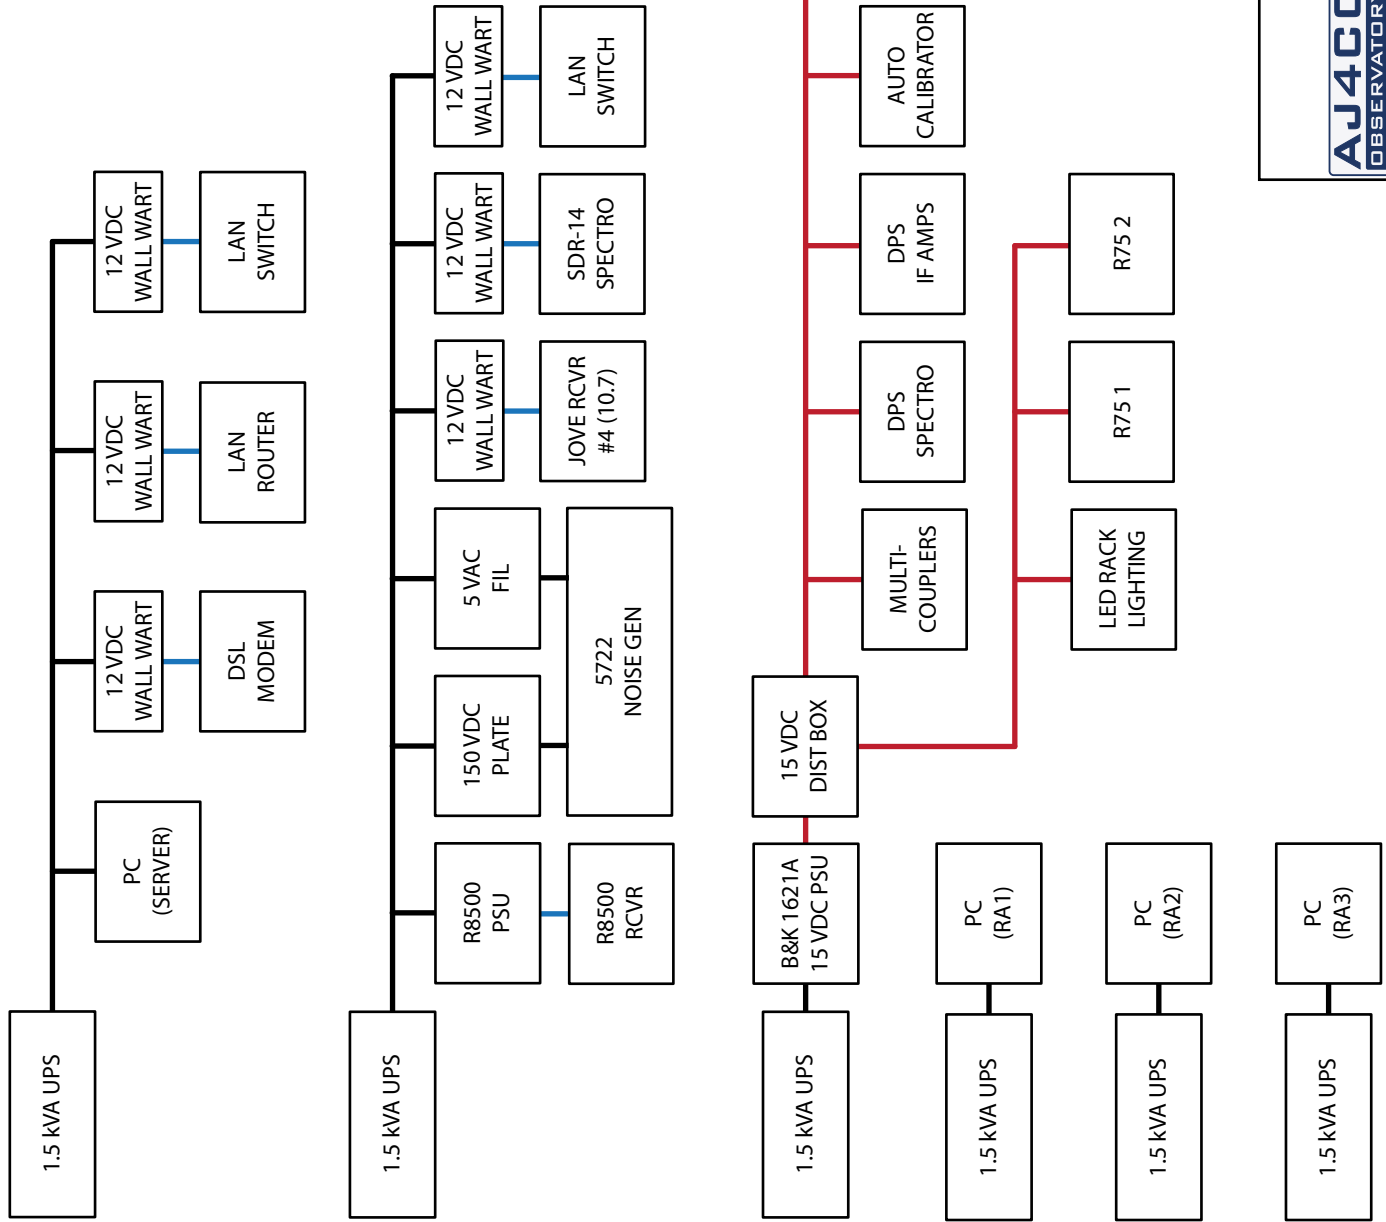 1.5 kVA UPS
PC
(SERVER)
12 VDC
WALL WART
DSL
MODEM
12 VDC
WALL WART
LAN
ROUTER
12 VDC
WALL WART
LAN
SWITCH
1.5 kVA UPS
R8500
PSU
R8500
RCVR
150 VDC
PLATE
5 VAC
FIL
5722
NOISE GEN
12 VDC
WALL WART
JOVE RCVR
#4 (10.7)
12 VDC
WALL WART
SDR-14
SPECTRO
12 VDC
WALL WART
LAN
SWITCH
1.5 kVA UPS
B&K 1621A
15 VDC PSU
15 VDC
DIST BOX
MULTI-
COUPLERS
DPS
SPECTRO
DPS
IF AMPS
AUTO
CALIBRATOR
LED RACK
LIGHTING
R75 1
R75 2
1.5 kVA UPS
PC
(RA1)
1.5 kVA UPS
PC
(RA2)
1.5 kVA UPS
PC
(RA3)
AJ4CO
OBSERVATORY